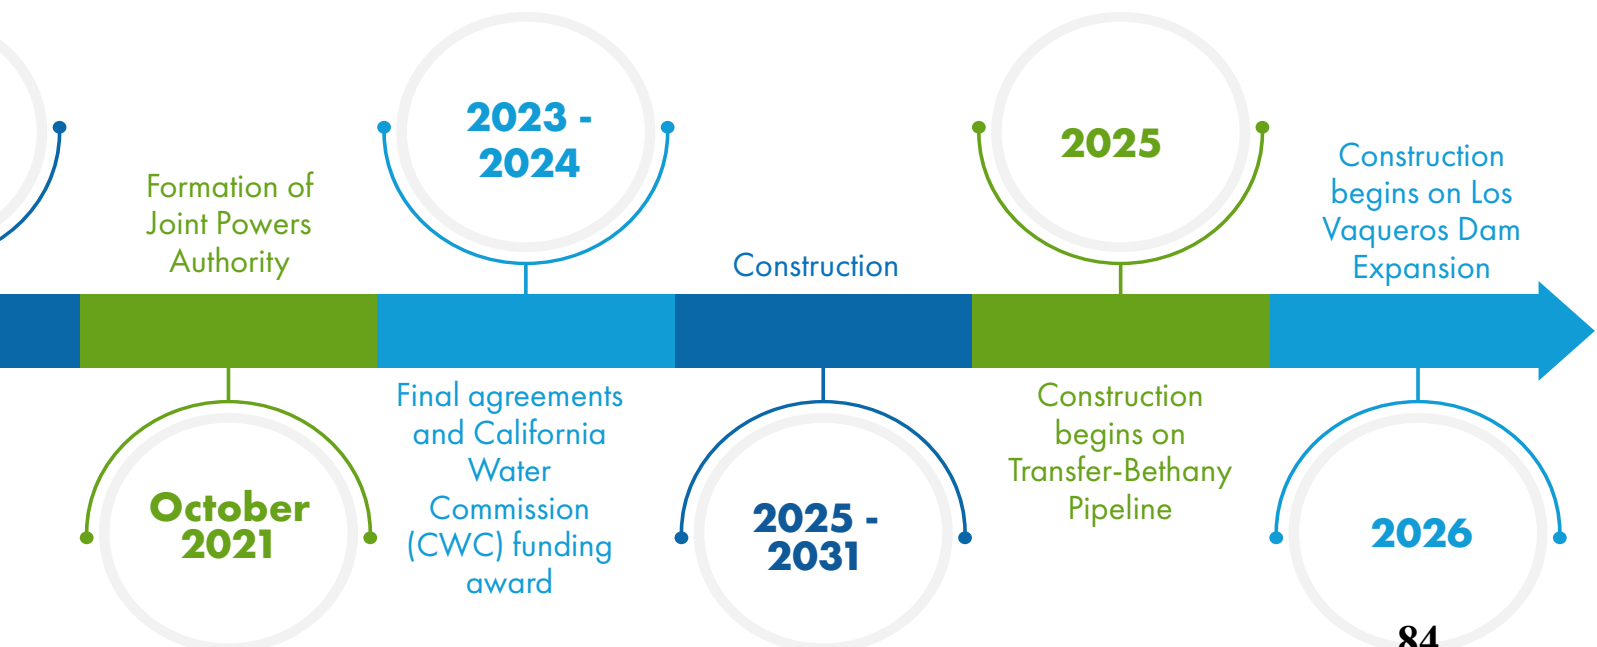 Formation of
Joint Powers
Authority
October
2021
2023 -
2024
Final agreements
and California
Water
Commission
(CWC) funding
award
Construction
2025 -
2031
2025
Construction
begins on
Transfer-Bethany
Pipeline
Construction
begins on Los
Vaqueros Dam
Expansion
2026
84